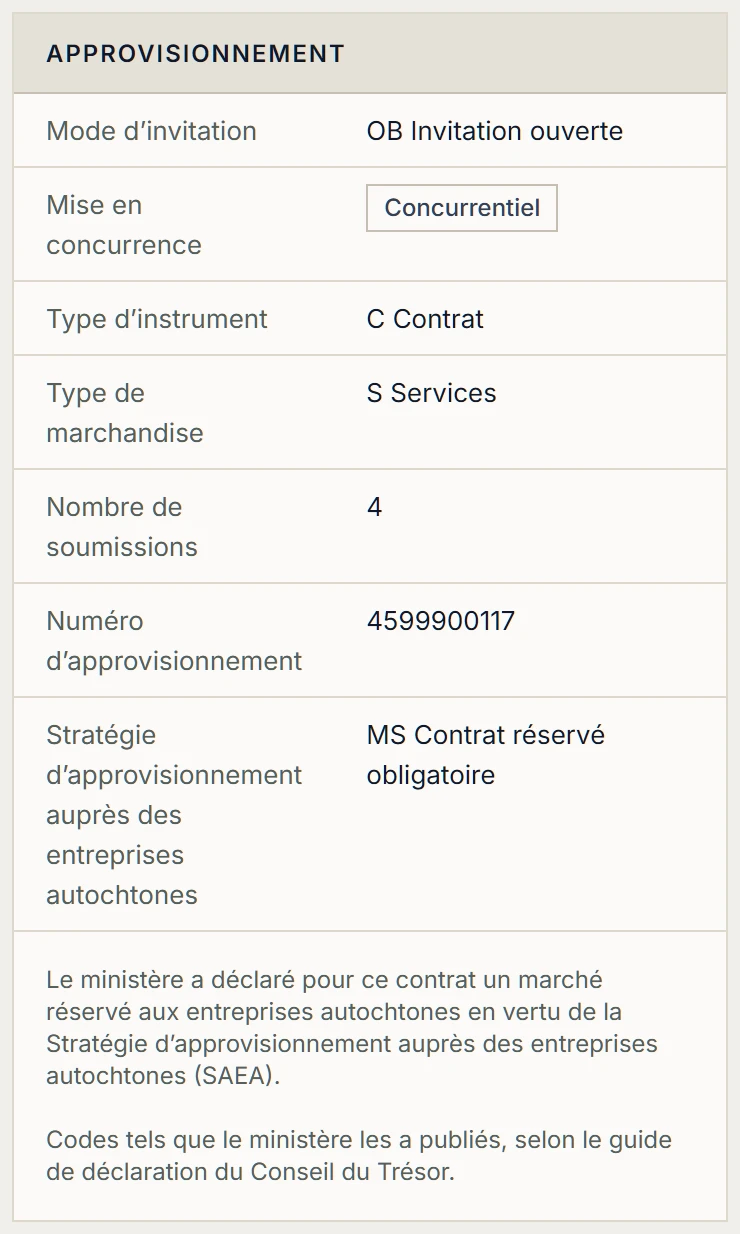 APPROVISIONNEMENT
Mode d’invitation
OB Invitation ouverte
Mise en
concurrence
Concurrentiel
Type d’instrument
C Contrat
Type de
marchandise
S Services
Nombre de
soumissions
4
Numéro
d’approvisionnement
4599900117
Stratégie
d’approvisionnement
auprès des
entreprises
autochtones
MS Contrat réservé
obligatoire
Le ministère a déclaré pour ce contrat un marché
réservé aux entreprises autochtones en vertu de la
Stratégie d’approvisionnement auprès des entreprises
autochtones (SAEA).
Codes tels que le ministère les a publiés, selon le guide
de déclaration du Conseil du Trésor.